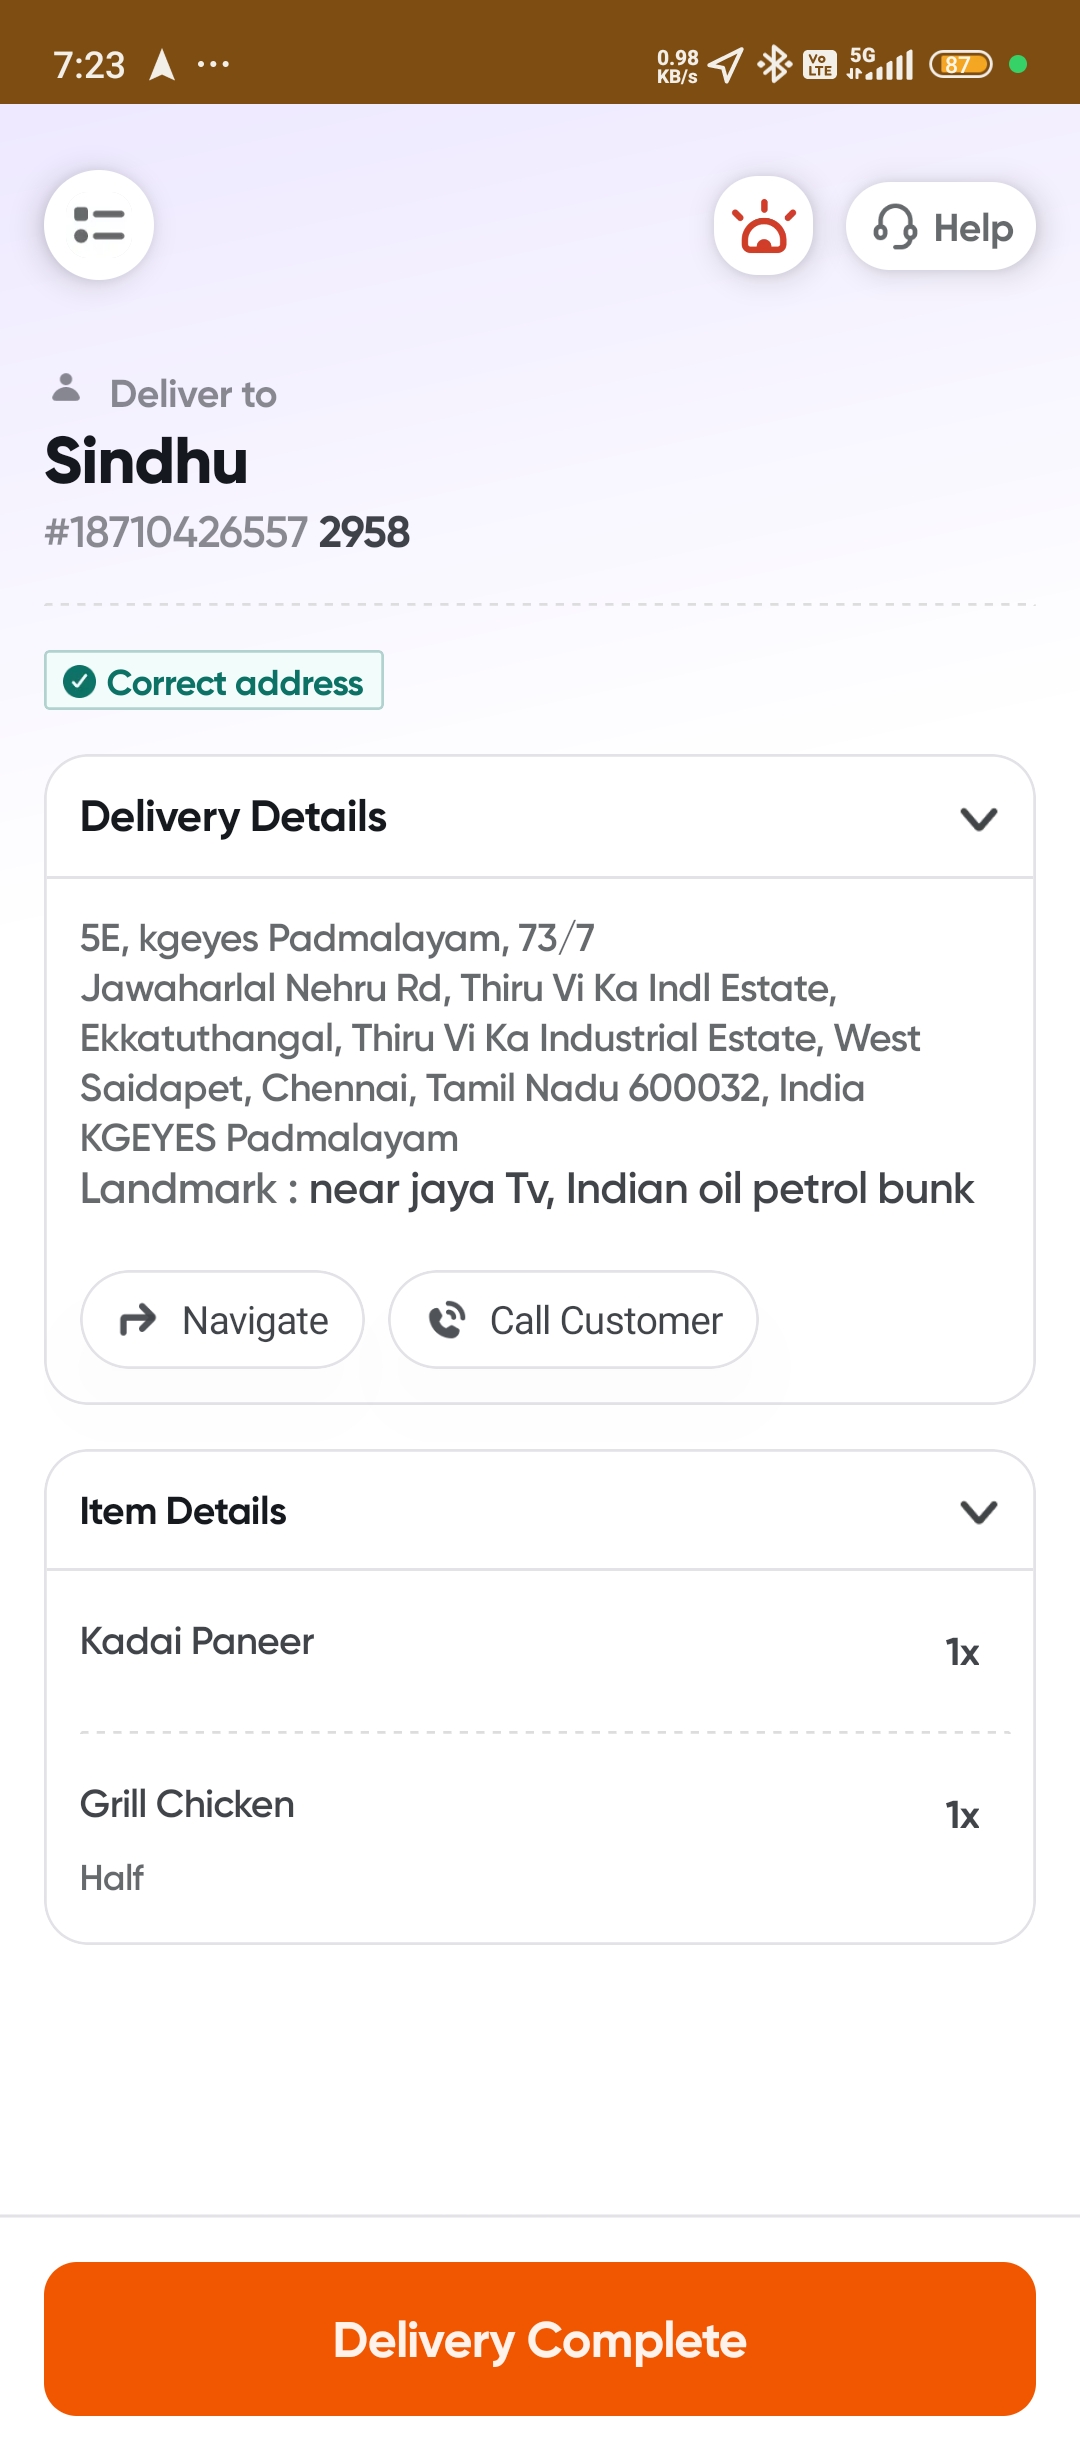 7:23 ...
0.98 KB/s Vo LTE 5G 87
Help
Deliver to
Sindhu
#18710426557 2958
Correct address
Delivery Details
5E, kgeyes Padmalayam, 73/7
Jawaharlal Nehru Rd, Thiru Vi Ka Indl Estate,
Ekkatuthangal, Thiru Vi Ka Industrial Estate, West
Saidapet, Chennai, Tamil Nadu 600032, India
KGEYES Padmalayam
Landmark : near jaya Tv, Indian oil petrol bunk
Navigate
Call Customer
Item Details
Kadai Paneer
1x
Grill Chicken
1x
Half
Delivery Complete